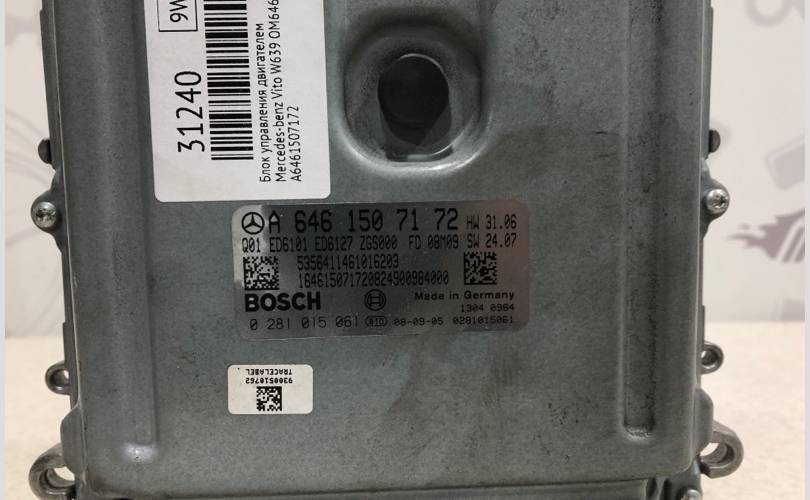 9W
31240
Блок управления двигателем
Mercedes-benz Vito W639 OM646
A6461507172
A 646 150 71 72 HW 31.06
Q01 ED6101 ED6127 ZGS000 FD 08M09 SW 24.07
5356411461016203
164615071720824900984000
BOSCH
Made in Germany
1304 0984
0 281 015 061 08-09-05 0281015061
9300510762
TRACELABEL